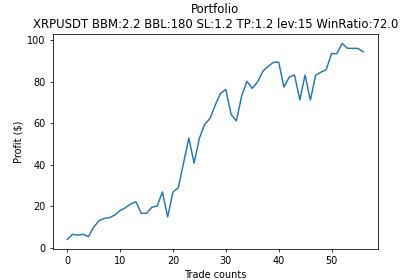 Portfolio
XRPUSDT BBM:2.2 BBL:180 SL:1.2 TP:1.2 lev:15 WinRatio:72.0
100
80
60
40
20
0
Profit ($)
0 10 20 30 40 50
Trade counts